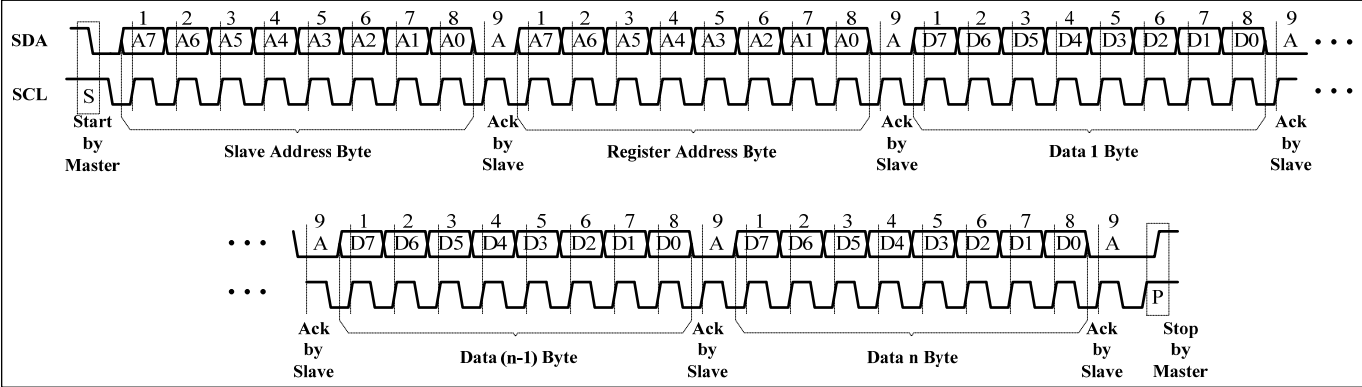 1 2 3 4 5 6 7 8 9 1 2 3 4 5 6 7 8 9 1 2 3 4 5 6 7 8 9
SDA A7 A6 A5 A4 A3 A2 A1 A0 A A7 A6 A5 A4 A3 A2 A1 A0 A D7 D6 D5 D4 D3 D2 D1 D0 A • • •
SCL S • • •
Start by Master
Slave Address Byte
Ack by Slave
Register Address Byte
Ack by Slave
Data 1 Byte
Ack by Slave
9 1 2 3 4 5 6 7 8 9 1 2 3 4 5 6 7 8 9
• • • A D7 D6 D5 D4 D3 D2 D1 D0 A D7 D6 D5 D4 D3 D2 D1 D0 A
• • • P
Ack by Slave
Data (n-1) Byte
Ack by Slave
Data n Byte
Ack by Slave
Stop by Master